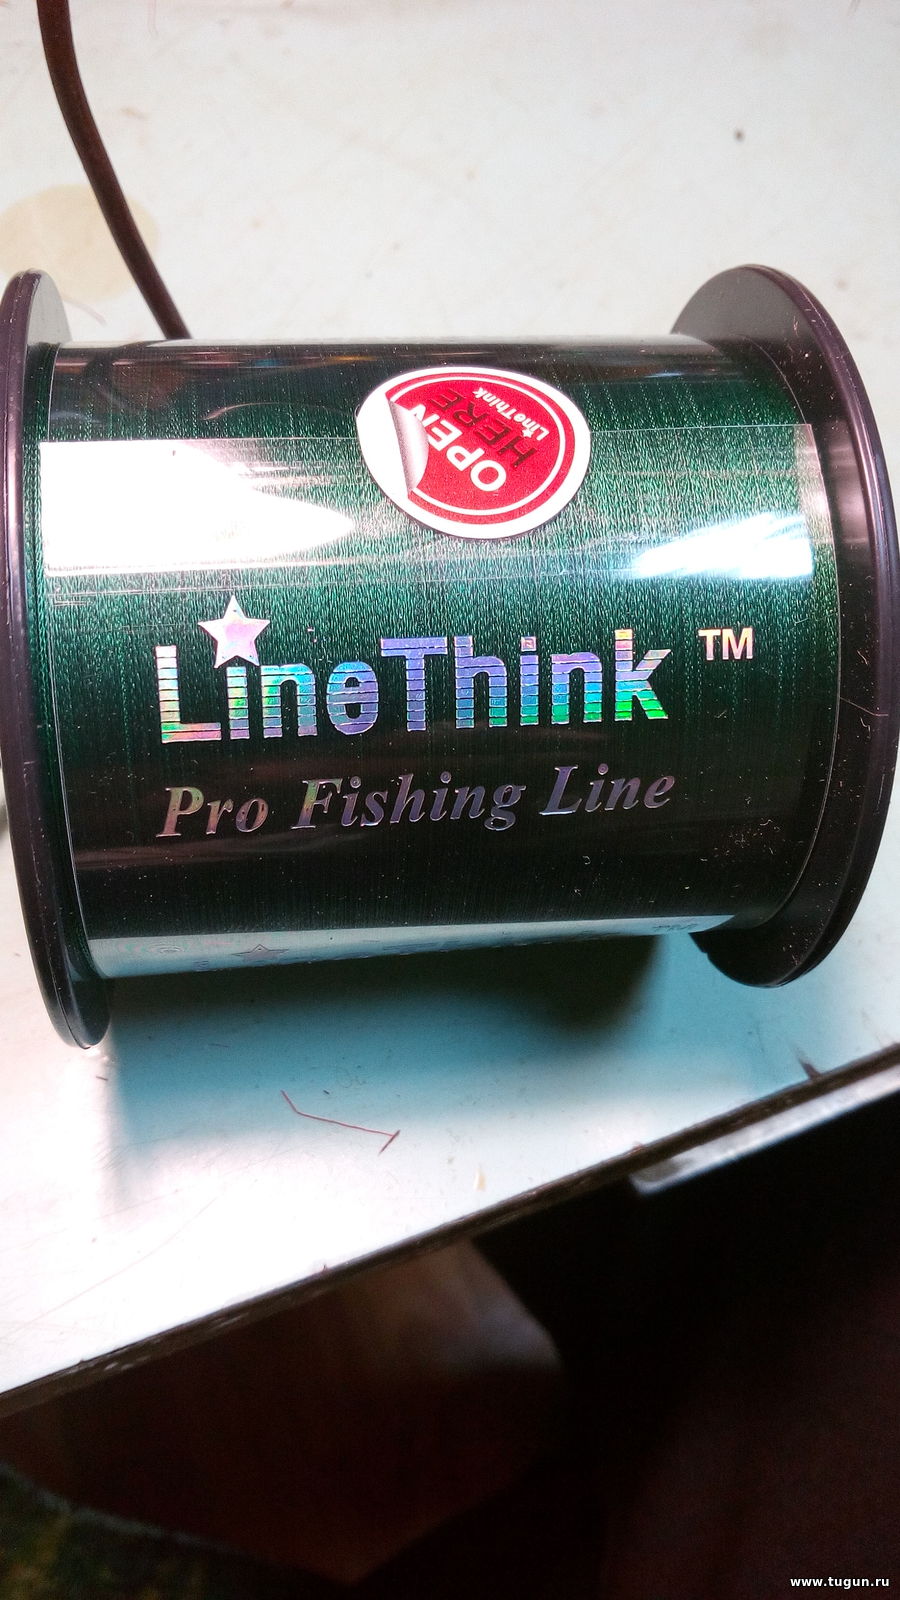 OPEN
HERE
LineThink
LineThink TM
Pro Fishing Line
www.tugun.ru